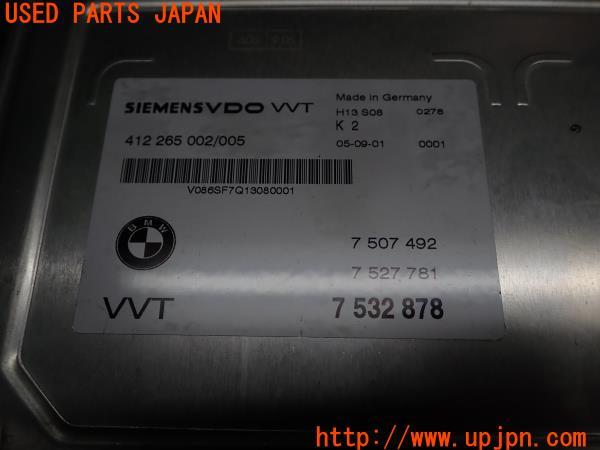 USED PARTS JAPAN
SIEMENSVDO VVT
Made in Germany
H13 S08 0278
K 2
412 265 002/005
05-09-01 0001
V086SF7Q13080001
BMW
7 507 492
7 527 781
VVT 7 532 878
http://www.upjpn.com